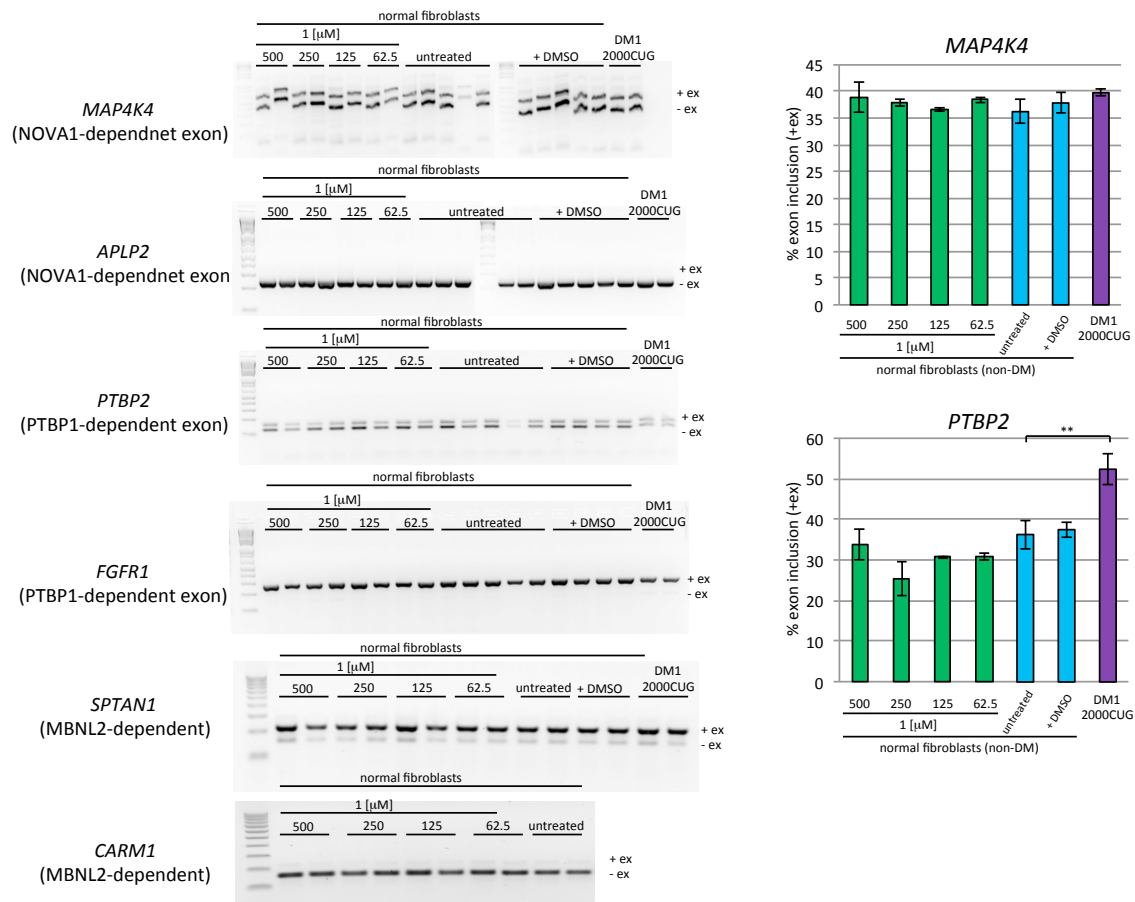 normal fibroblasts
1 [μM]
500 250 125 62.5 untreated + DMSO
DM1
2000CUG
MAP4K4
(NOVA1-dependnet exon)
+ ex
- ex
normal fibroblasts
1 [μM]
500 250 125 62.5 untreated + DMSO
DM1
2000CUG
APLP2
(NOVA1-dependnet exon
+ ex
- ex
normal fibroblasts
1 [μM]
500 250 125 62.5 untreated + DMSO
DM1
2000CUG
PTBP2
(PTBP1-dependent exon)
+ ex
- ex
normal fibroblasts
1 [μM]
500 250 125 62.5 untreated + DMSO
DM1
2000CUG
FGFR1
(PTBP1-dependent exon)
+ ex
- ex
normal fibroblasts
1 [μM]
500 250 125 62.5 untreated + DMSO
DM1
2000CUG
SPTAN1
(MBNL2-dependent)
+ ex
- ex
normal fibroblasts
1 [μM]
500 250 125 62.5 untreated
CARM1
(MBNL2-dependent)
+ ex
- ex
MAP4K4
% exon inclusion (+ex)
45
40
35
30
25
20
15
10
5
0
500 250 125 62.5 untreated + DMSO DM1
2000CUG
1 [μM]
normal fibroblasts (non-DM)
PTBP2
**
% exon inclusion (+ex)
60
50
40
30
20
10
0
500 250 125 62.5 untreated + DMSO DM1
2000CUG
1 [μM]
normal fibroblasts (non-DM)